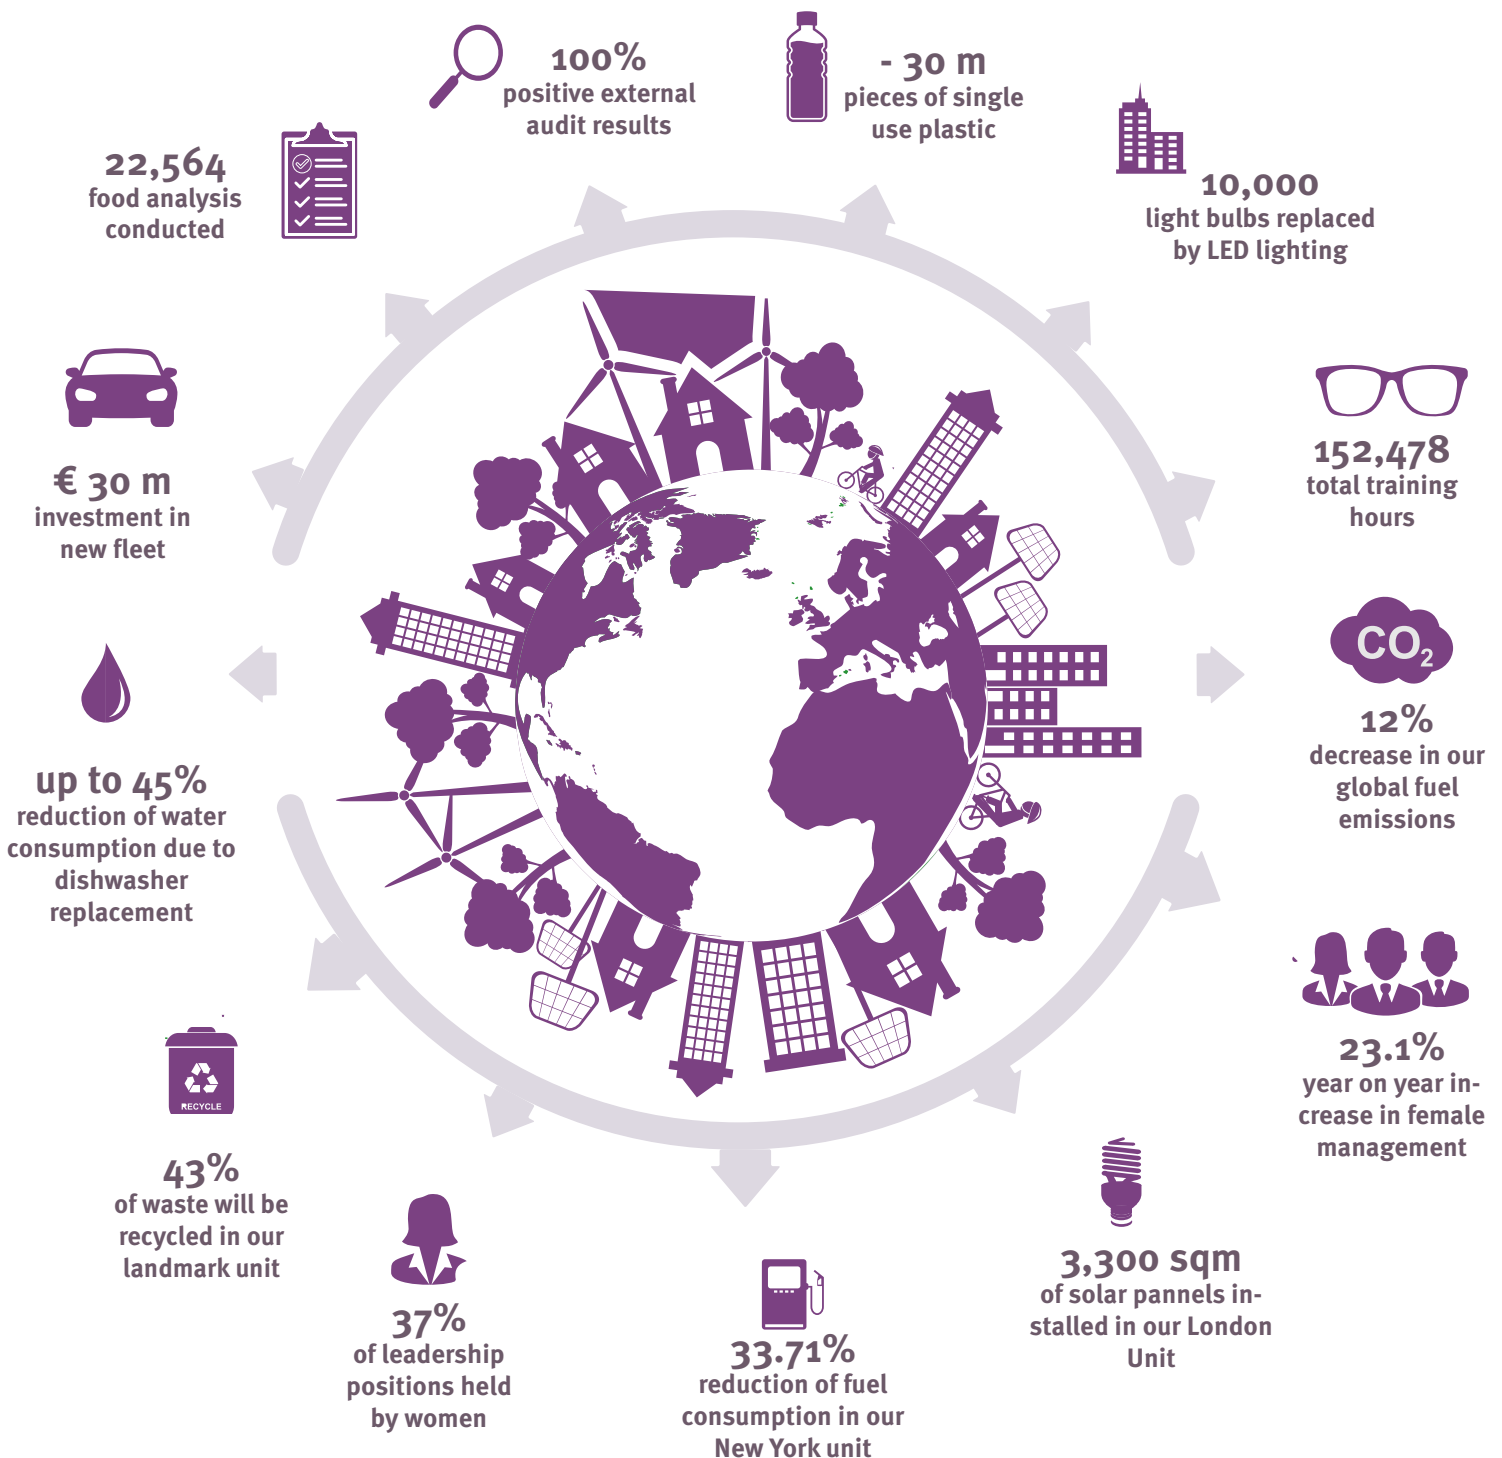 100%
positive external
audit results
- 30 m
pieces of single
use plastic
10,000
light bulbs replaced
by LED lighting
152,478
total training
hours
CO2
12%
decrease in our
global fuel
emissions
23.1%
year on year in-
crease in female
management
3,300 sqm
of solar pannels in-
stalled in our London
Unit
33.71%
reduction of fuel
consumption in our
New York unit
37%
of leadership
positions held
by women
RECYCLE
43%
of waste will be
recycled in our
landmark unit
up to 45%
reduction of water
consumption due to
dishwasher
replacement
€ 30 m
investment in
new fleet
22,564
food analysis
conducted